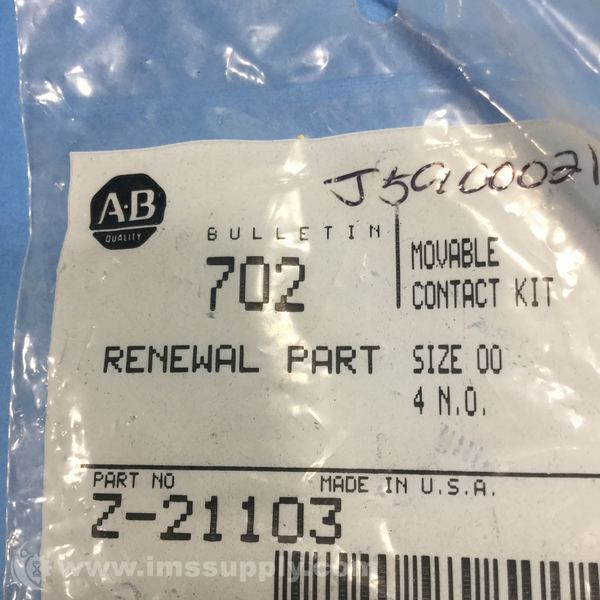 J59100021
A-B
QUALITY
BULLETIN
702
MOVABLE
CONTACT KIT
RENEWAL PART
SIZE 00
4 N.O.
PART NO
MADE IN U.S.A.
Z-21103
www.imssupply.com